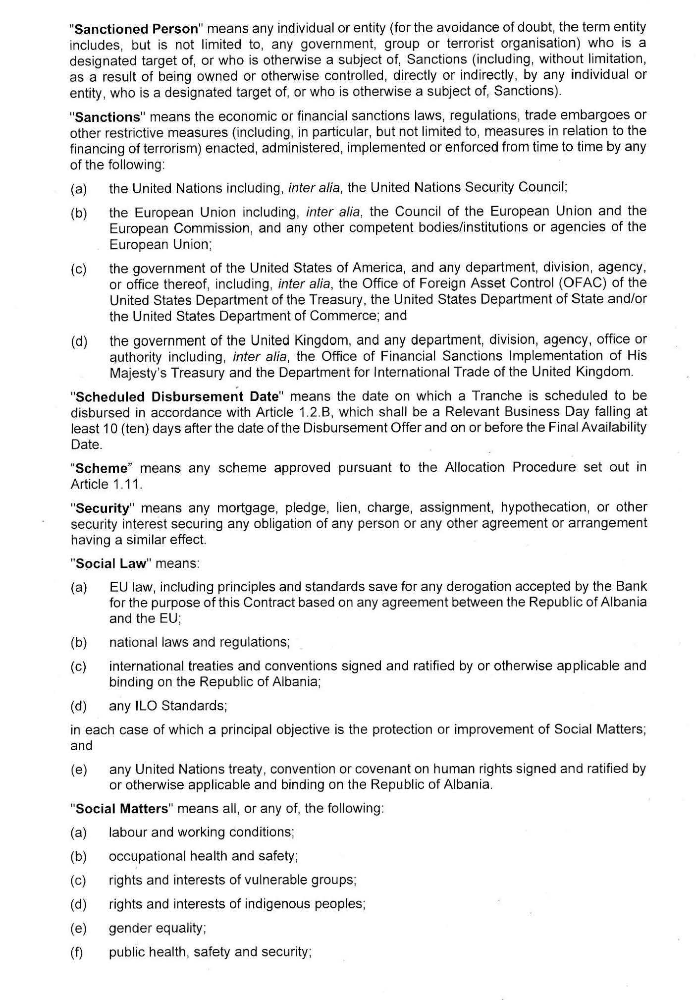 "Sanctioned Person" means any individual or entity (for the avoidance of doubt, the term entity
includes, but is not limited to, any government, group or terrorist organisation) who is a
designated target of, or who is otherwise a subject of, Sanctions (including, without limitation,
as a result of being owned or otherwise controlled, directly or indirectly, by any individual or
entity, who is a designated target of, or who is otherwise a subject of, Sanctions).
"Sanctions" means the economic or financial sanctions laws, regulations, trade embargoes or
other restrictive measures (including, in particular, but not limited to, measures in relation to the
financing of terrorism) enacted, administered, implemented or enforced from time to time by any
of the following:
(a) the United Nations including, inter alia, the United Nations Security Council;
(b) the European Union including, inter alia, the Council of the European Union and the
European Commission, and any other competent bodies/institutions or agencies of the
European Union;
(c) the government of the United States of America, and any department, division, agency,
or office thereof, including, inter alia, the Office of Foreign Asset Control (OFAC) of the
United States Department of the Treasury, the United States Department of State and/or
the United States Department of Commerce; and
(d) the government of the United Kingdom, and any department, division, agency, office or
authority including, inter alia, the Office of Financial Sanctions Implementation of His
Majesty's Treasury and the Department for International Trade of the United Kingdom.
"Scheduled Disbursement Date" means the date on which a Tranche is scheduled to be
disbursed in accordance with Article 1.2.B, which shall be a Relevant Business Day falling at
least 10 (ten) days after the date of the Disbursement Offer and on or before the Final Availability
Date.
“Scheme” means any scheme approved pursuant to the Allocation Procedure set out in
Article 1.11.
"Security" means any mortgage, pledge, lien, charge, assignment, hypothecation, or other
security interest securing any obligation of any person or any other agreement or arrangement
having a similar effect.
"Social Law" means:
(a) EU law, including principles and standards save for any derogation accepted by the Bank
for the purpose of this Contract based on any agreement between the Republic of Albania
and the EU;
(b) national laws and regulations;
(c) international treaties and conventions signed and ratified by or otherwise applicable and
binding on the Republic of Albania;
(d) any ILO Standards;
in each case of which a principal objective is the protection or improvement of Social Matters;
and
(e) any United Nations treaty, convention or covenant on human rights signed and ratified by
or otherwise applicable and binding on the Republic of Albania.
"Social Matters" means all, or any of, the following:
(a) labour and working conditions;
(b) occupational health and safety;
(c) rights and interests of vulnerable groups;
(d) rights and interests of indigenous peoples;
(e) gender equality;
(f) public health, safety and security;